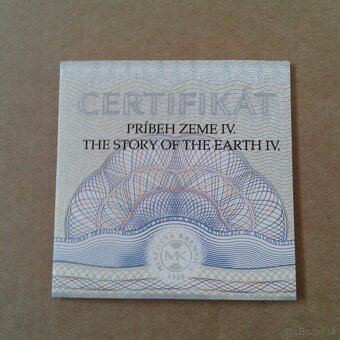 CERTIFIKÁT
PRÍBEH ZEME IV.
THE STORY OF THE EARTH IV.
MK
1328